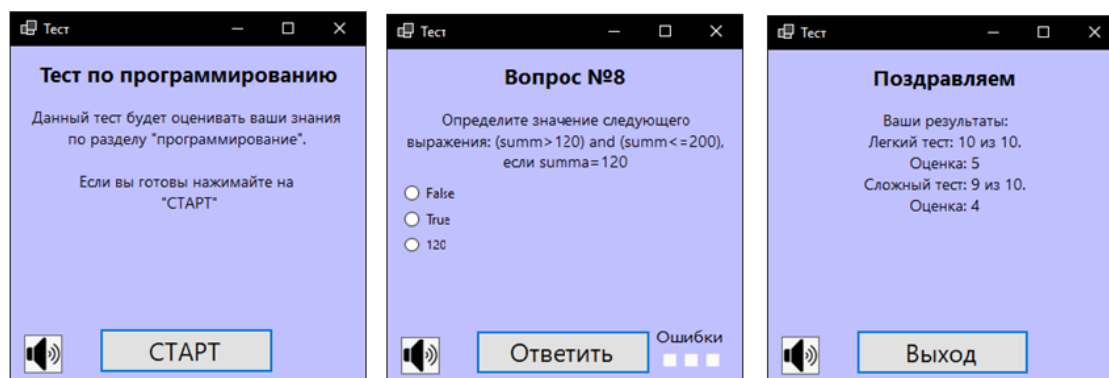 Тест
Тест по программированию
Данный тест будет оценивать ваши знания
по разделу "программирование".
Если вы готовы нажимайте на
"СТАРТ"
СТАРТ
Тест
Вопрос №8
Определите значение следующего
выражения: (summ>120) and (summ<=200),
если summa=120
False
True
120
Ответить
Ошибки
Тест
Поздравляем
Ваши результаты:
Легкий тест: 10 из 10.
Оценка: 5
Сложный тест: 9 из 10.
Оценка: 4
Выход